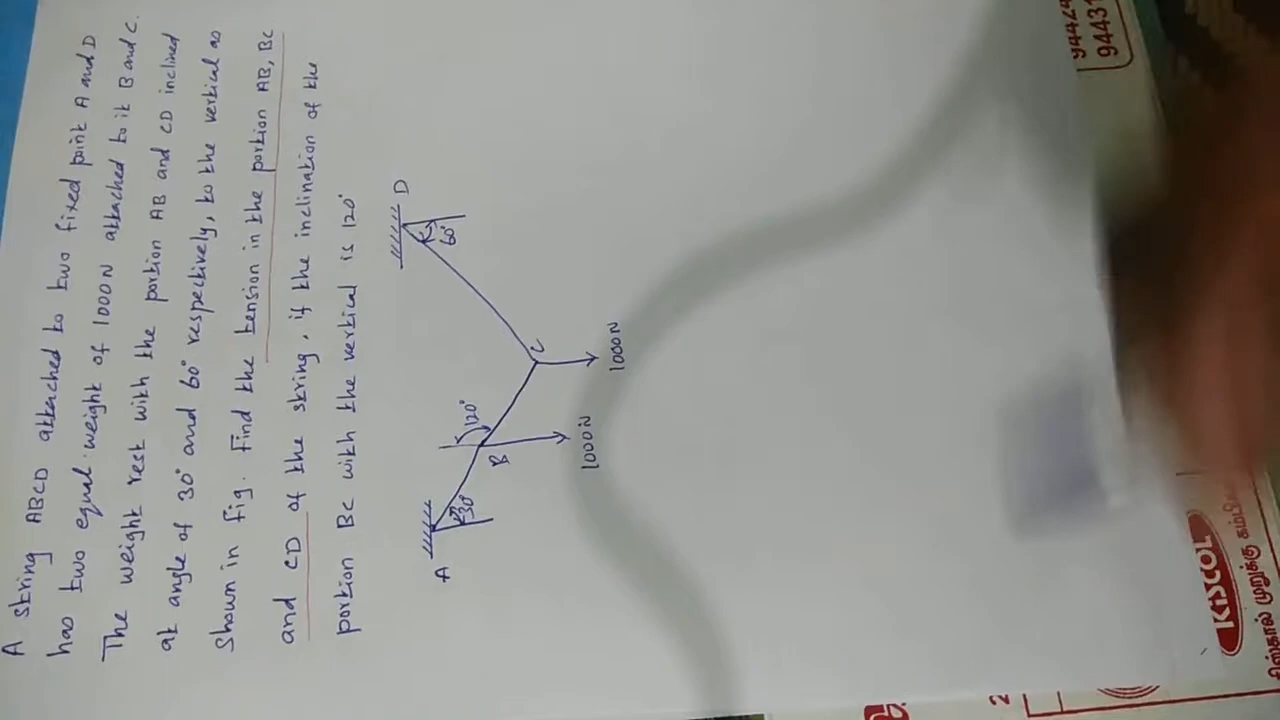 A string ABCD attached to two fixed point A and D
has two equal weight of 1000N attached to it B and C.
The weight rest with the portion AB and CD inclined
at angle of 30° and 60° respectively, to the vertical as
Shown in fig. Find the tension in the portion AB, BC
and CD of the string, if the inclination of the
portion BC with the vertical is 120°
A
30°
B
120°
1000N
C
1000N
D
60°
KISCOL
94424
94431
2